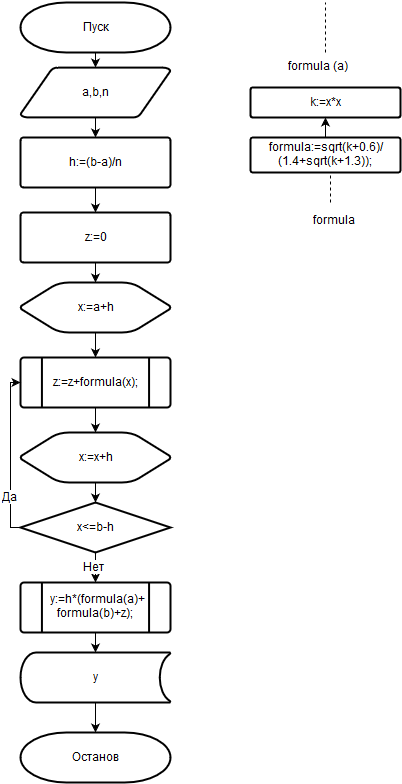 Пуск
a,b,n
h:=(b-a)/n
z:=0
x:=a+h
z:=z+formula(x);
x:=x+h
Да
x<=b-h
Нет
y:=h*(formula(a)+
formula(b)+z);
y
Останов
formula (a)
k:=x*x
formula:=sqrt(k+0.6)/
(1.4+sqrt(k+1.3));
formula